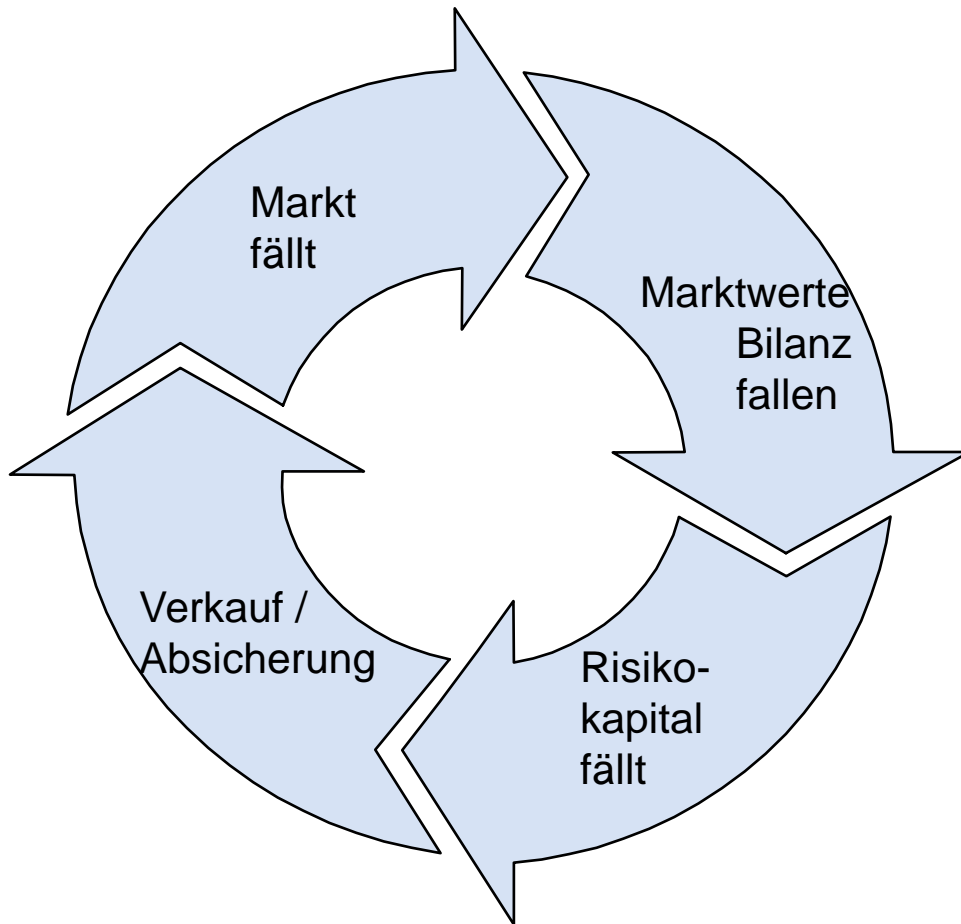 Markt
fällt
Marktwerte
Bilanz
fallen
Risiko-
kapital
fällt
Verkauf /
Absicherung